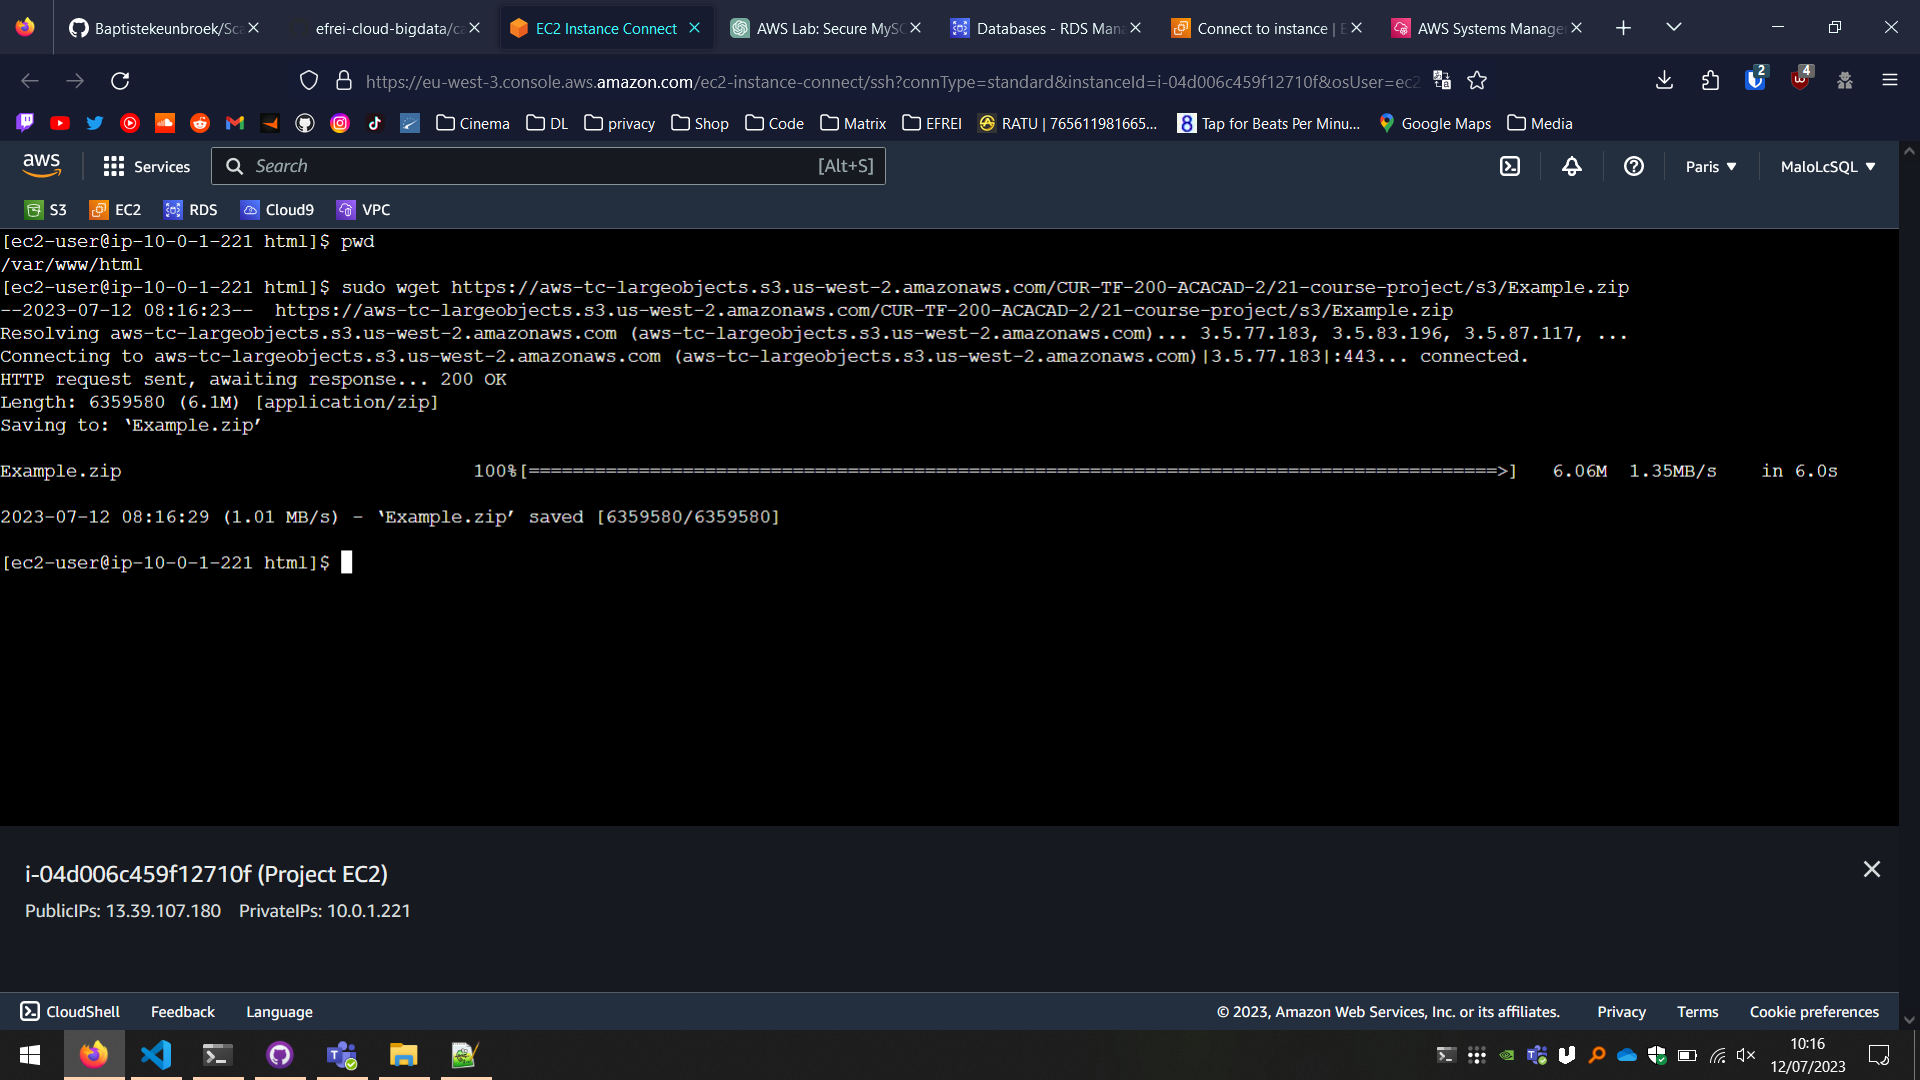 Baptistekeunbroek/Sca
efrei-cloud-bigdata/ca
EC2 Instance Connect
AWS Lab: Secure MySQ
Databases - RDS Mana
Connect to instance | E
AWS Systems Manage
https://eu-west-3.console.aws.amazon.com/ec2-instance-connect/ssh?connType=standard&instanceId=i-04d006c459f12710f&osUser=ec2
2
4
Cinema
DL
privacy
Shop
Code
Matrix
EFREI
RATU | 765611981665...
8
Tap for Beats Per Minu...
Google Maps
Media
aws
Services
Search
[Alt+S]
Paris
MaloLcSQL
S3
EC2
RDS
Cloud9
VPC
[ec2-user@ip-10-0-1-221 html]$ pwd
/var/www/html
[ec2-user@ip-10-0-1-221 html]$ sudo wget https://aws-tc-largeobjects.s3.us-west-2.amazonaws.com/CUR-TF-200-ACACAD-2/21-course-project/s3/Example.zip
--2023-07-12 08:16:23--  https://aws-tc-largeobjects.s3.us-west-2.amazonaws.com/CUR-TF-200-ACACAD-2/21-course-project/s3/Example.zip
Resolving aws-tc-largeobjects.s3.us-west-2.amazonaws.com (aws-tc-largeobjects.s3.us-west-2.amazonaws.com)... 3.5.77.183, 3.5.83.196, 3.5.87.117, ...
Connecting to aws-tc-largeobjects.s3.us-west-2.amazonaws.com (aws-tc-largeobjects.s3.us-west-2.amazonaws.com)|3.5.77.183|:443... connected.
HTTP request sent, awaiting response... 200 OK
Length: 6359580 (6.1M) [application/zip]
Saving to: ‘Example.zip’
Example.zip 100%[========================================================================================>] 6.06M 1.35MB/s in 6.0s
2023-07-12 08:16:29 (1.01 MB/s) - ‘Example.zip’ saved [6359580/6359580]
[ec2-user@ip-10-0-1-221 html]$
i-04d006c459f12710f (Project EC2)
PublicIPs: 13.39.107.180 PrivateIPs: 10.0.1.221
CloudShell
Feedback
Language
© 2023, Amazon Web Services, Inc. or its affiliates.
Privacy
Terms
Cookie preferences
10:16
12/07/2023